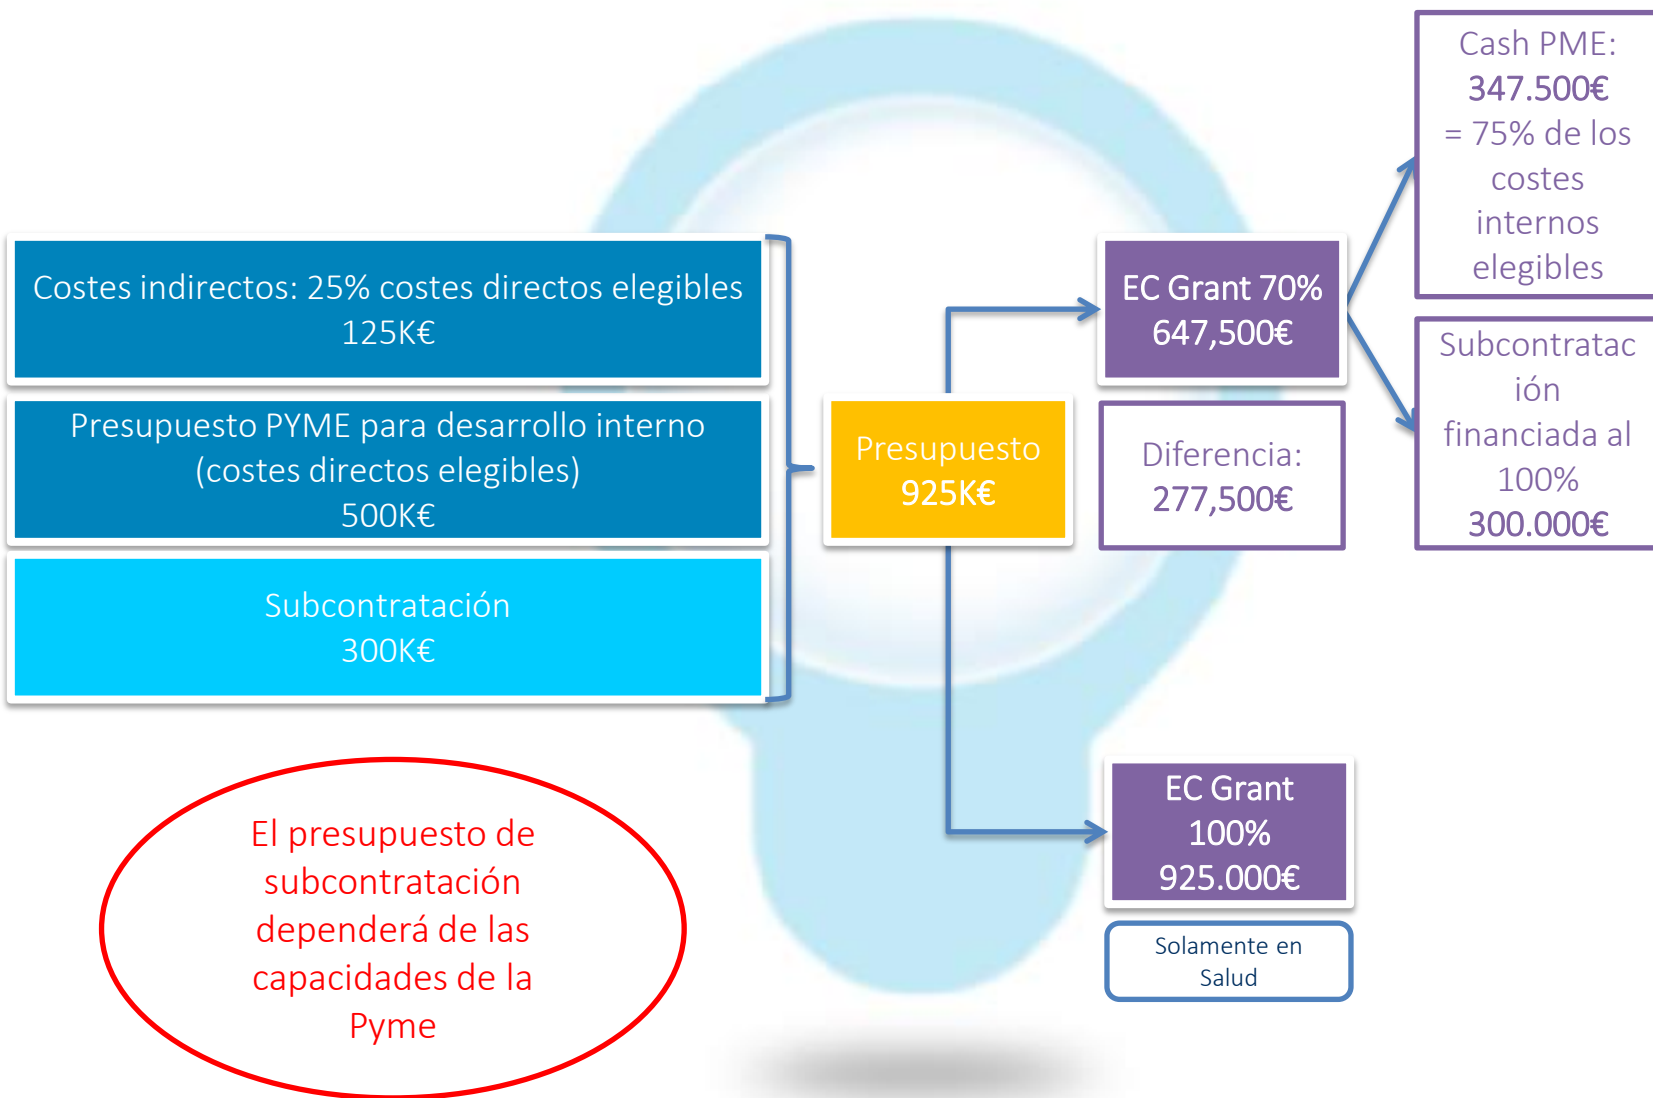 Costes indirectos: 25% costes directos elegibles
125K€
Presupuesto PYME para desarrollo interno
(costes directos elegibles)
500K€
Subcontratación
300K€
Presupuesto
925K€
EC Grant 70%
647,500€
Diferencia:
277,500€
Cash PME:
347.500€
= 75% de los
costes
internos
elegibles
Subcontratac
ión
financiada al
100%
300.000€
EC Grant
100%
925.000€
Solamente en
Salud
El presupuesto de
subcontratación
dependerá de las
capacidades de la
Pyme